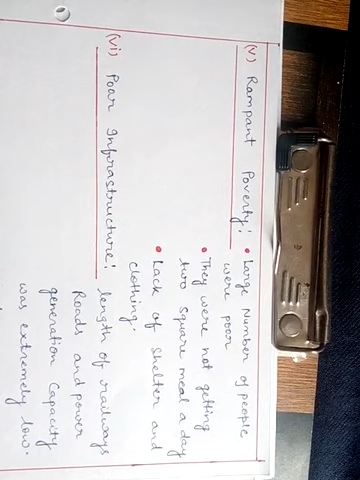 (v) Rampant Poverty: • Large Number of people
were poor
• They were not getting
two square meal a day
• Lack of shelter and
clothing.
(vi) Poar Infrastructure: length of railways
Roads and power
generation Capacity
was extremely low.